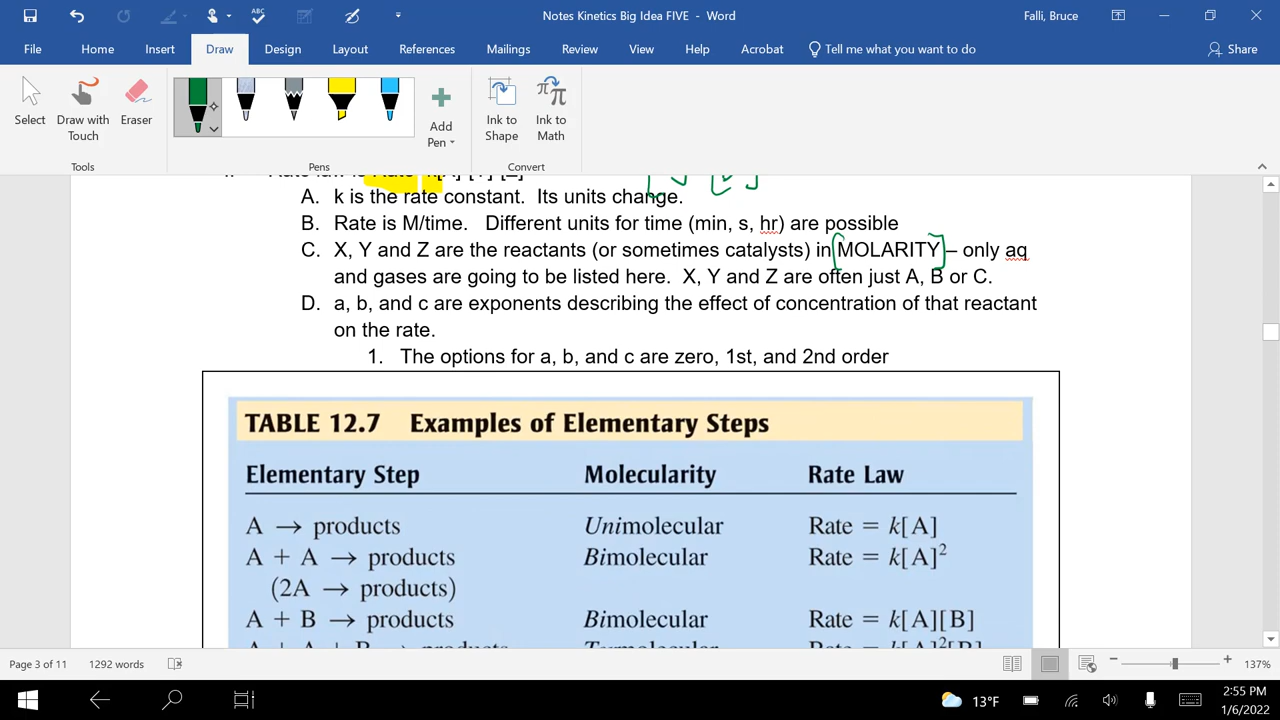 Notes Kinetics Big Idea FIVE - Word
Falli, Bruce
File Home Insert Draw Design Layout References Mailings Review View Help Acrobat Tell me what you want to do Share
Select
Draw with Touch
Eraser
Add Pen
Ink to Shape
Ink to Math
Tools
Pens
Convert
A. k is the rate constant. Its units change.
B. Rate is M/time. Different units for time (min, s, hr) are possible
C. X, Y and Z are the reactants (or sometimes catalysts) in [MOLARITY] – only aq
and gases are going to be listed here. X, Y and Z are often just A, B or C.
D. a, b, and c are exponents describing the effect of concentration of that reactant
on the rate.
1. The options for a, b, and c are zero, 1st, and 2nd order
TABLE 12.7 Examples of Elementary Steps
Elementary Step Molecularity Rate Law
A → products Unimolecular Rate = k[A]
A + A → products Bimolecular Rate = k[A]²
(2A → products)
A + B → products Bimolecular Rate = k[A][B]
Page 3 of 11 1292 words 137%
13°F
2:55 PM
1/6/2022